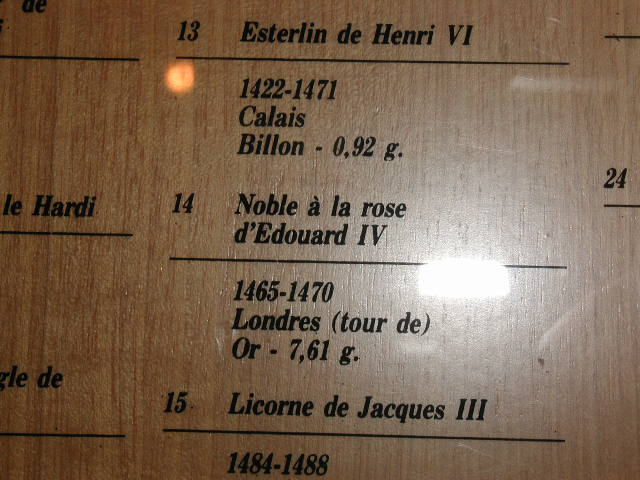 de
13 Esterlin de Henri VI
1422-1471
Calais
Billon - 0,92 g.
le Hardi
14 Noble à la rose
d'Edouard IV
24
1465-1470
Londres (tour de)
Or - 7,61 g.
de
15 Licorne de Jacques III
1484-1488